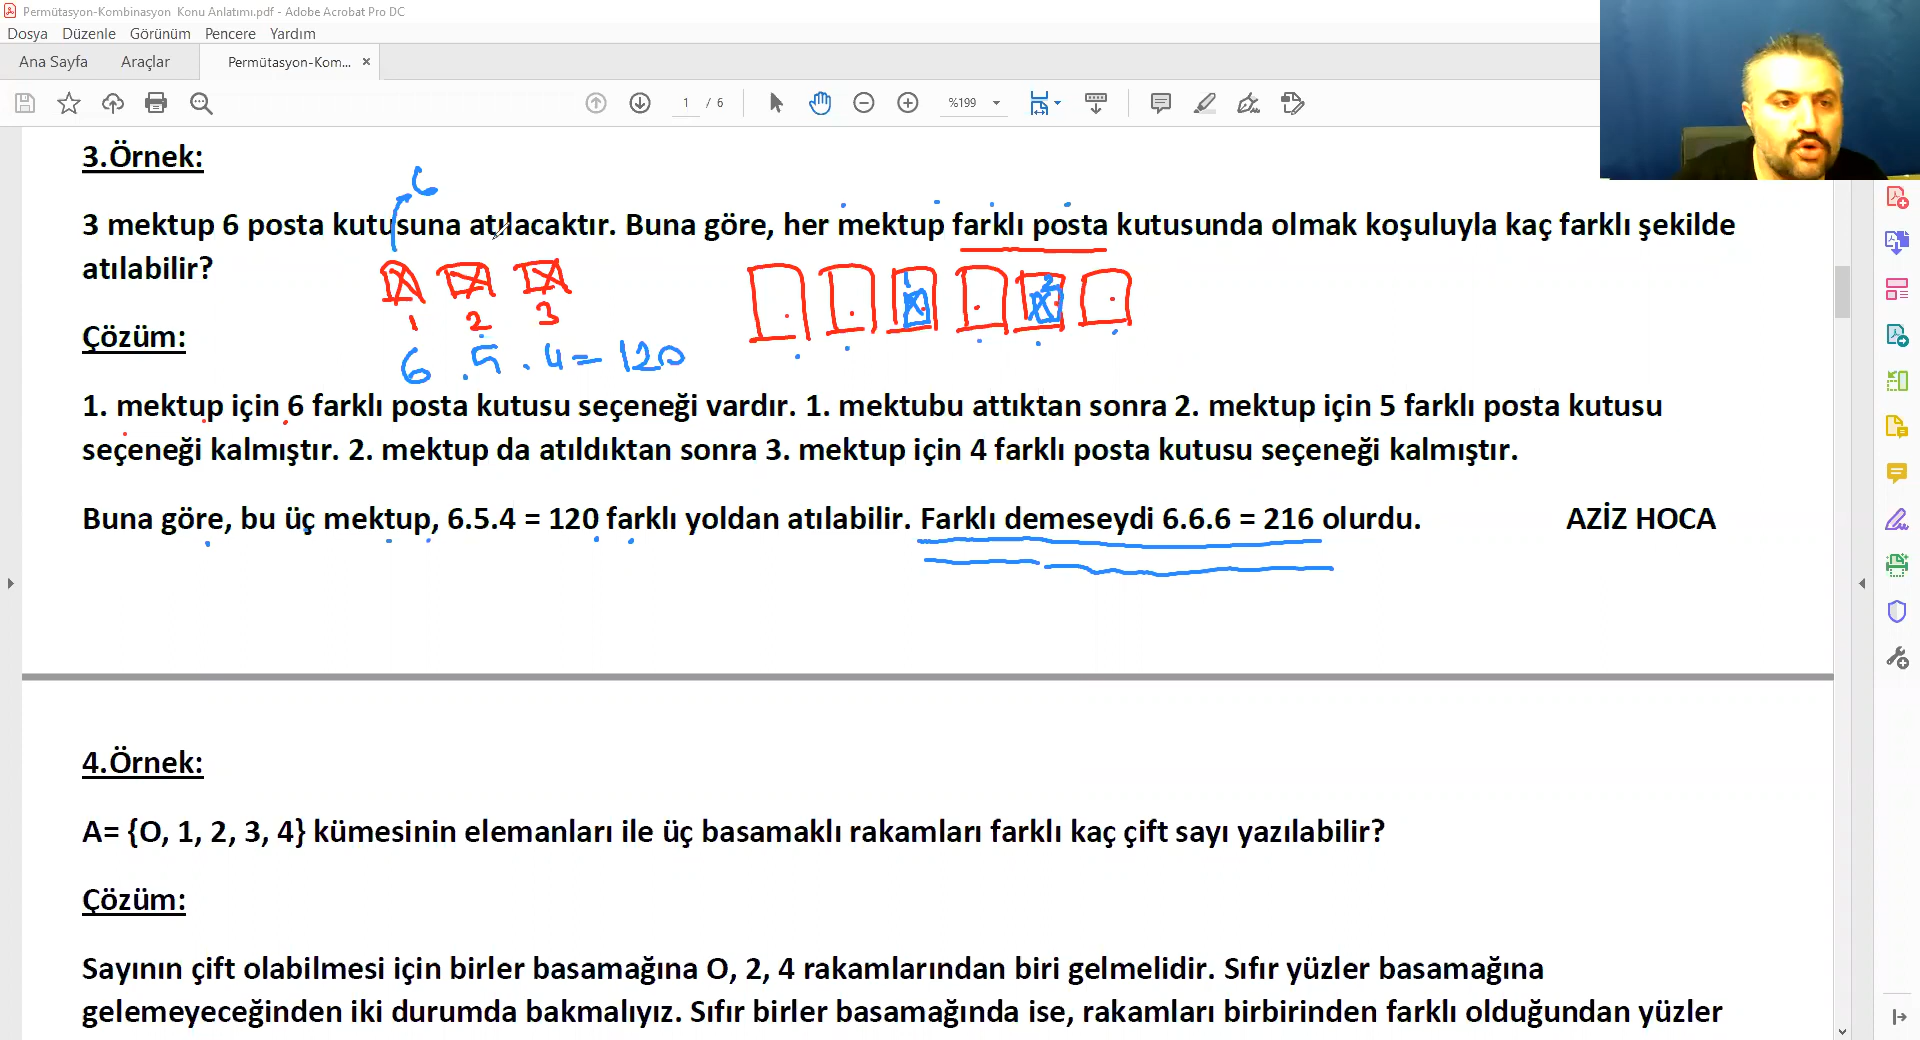 Permütasyon-Kombinasyon Konu Anlatımı.pdf - Adobe Acrobat Pro DC
Dosya Düzenle Görünüm Pencere Yardım
Ana Sayfa Araçlar Permütasyon-Kom... ×
1 / 6 %199
3.Örnek:
6
3 mektup 6 posta kutusuna atılacaktır. Buna göre, her mektup farklı posta kutusunda olmak koşuluyla kaç farklı şekilde
atılabilir?
1 2
1 2 3
Çözüm:
6 . 5 . 4 = 120
1. mektup için 6 farklı posta kutusu seçeneği vardır. 1. mektubu attıktan sonra 2. mektup için 5 farklı posta kutusu
seçeneği kalmıştır. 2. mektup da atıldıktan sonra 3. mektup için 4 farklı posta kutusu seçeneği kalmıştır.
Buna göre, bu üç mektup, 6.5.4 = 120 farklı yoldan atılabilir. Farklı demeseydi 6.6.6 = 216 olurdu. AZİZ HOCA
4.Örnek:
A= {O, 1, 2, 3, 4} kümesinin elemanları ile üç basamaklı rakamları farklı kaç çift sayı yazılabilir?
Çözüm:
Sayının çift olabilmesi için birler basamağına O, 2, 4 rakamlarından biri gelmelidir. Sıfır yüzler basamağına
gelemeyeceğinden iki durumda bakmalıyız. Sıfır birler basamağında ise, rakamları birbirinden farklı olduğundan yüzler